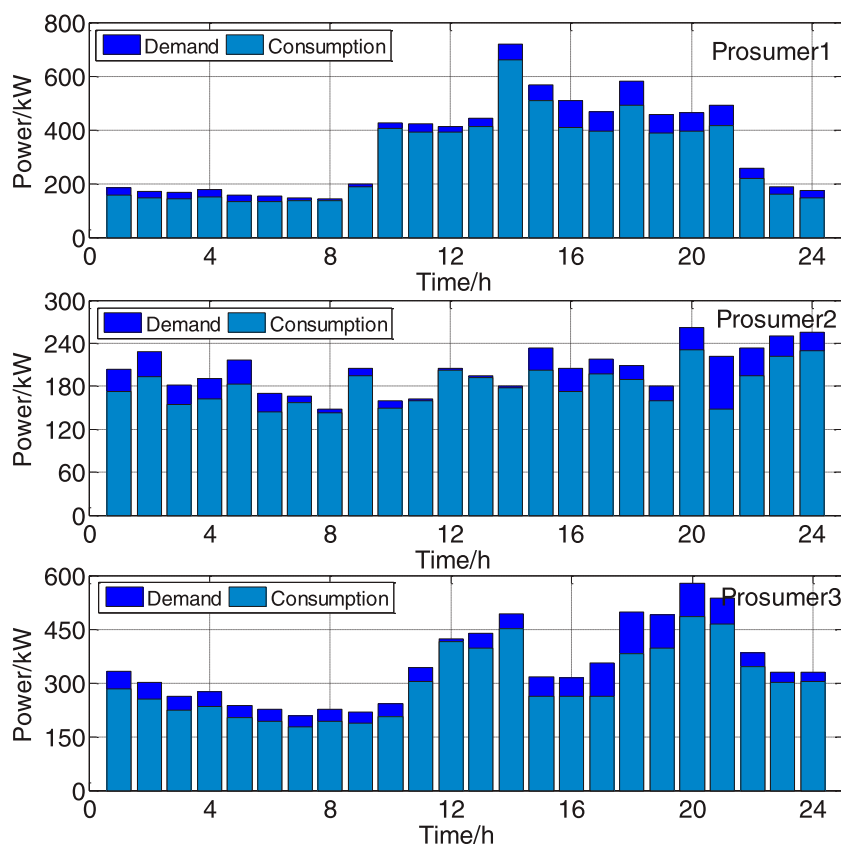 800
Demand Consumption
Prosumer1
600
400
200
0
Power/kW
0 4 8 12 16 20 24
Time/h
300
Demand Consumption
Prosumer2
240
180
120
60
0
Power/kW
0 4 8 12 16 20 24
Time/h
600
Demand Consumption
Prosumer3
450
300
150
0
Power/kW
0 4 8 12 16 20 24
Time/h